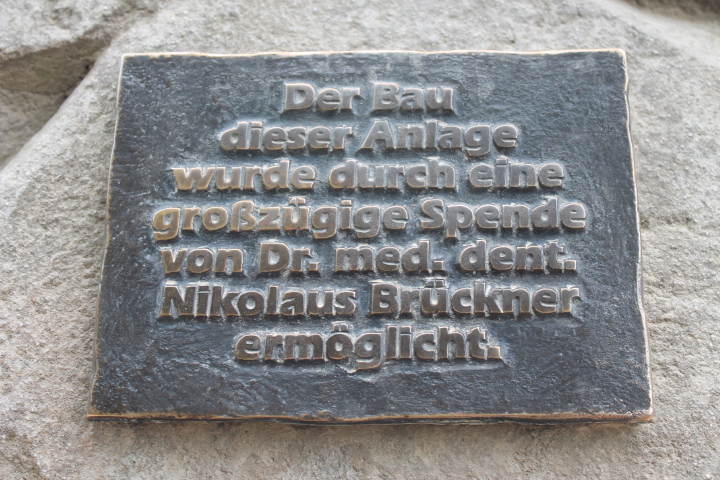 Der Bau
dieser Anlage
wurde durch eine
großzügige Spende
von Dr. med. dent.
Nikolaus Brückner
ermöglicht.